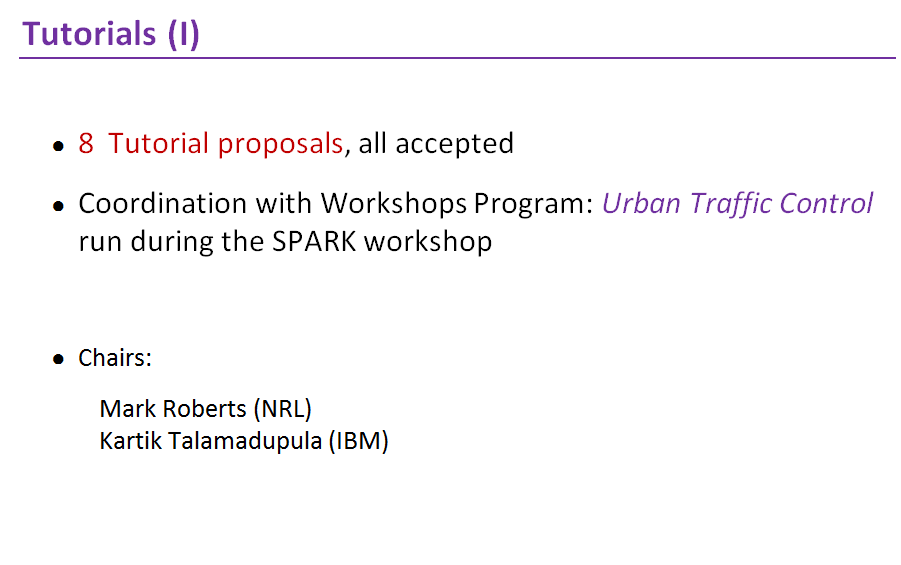 Tutorials (I)
• 8  Tutorial proposals, all accepted
• Coordination with Workshops Program: Urban Traffic Control
run during the SPARK workshop
• Chairs:
Mark Roberts (NRL)
Kartik Talamadupula (IBM)